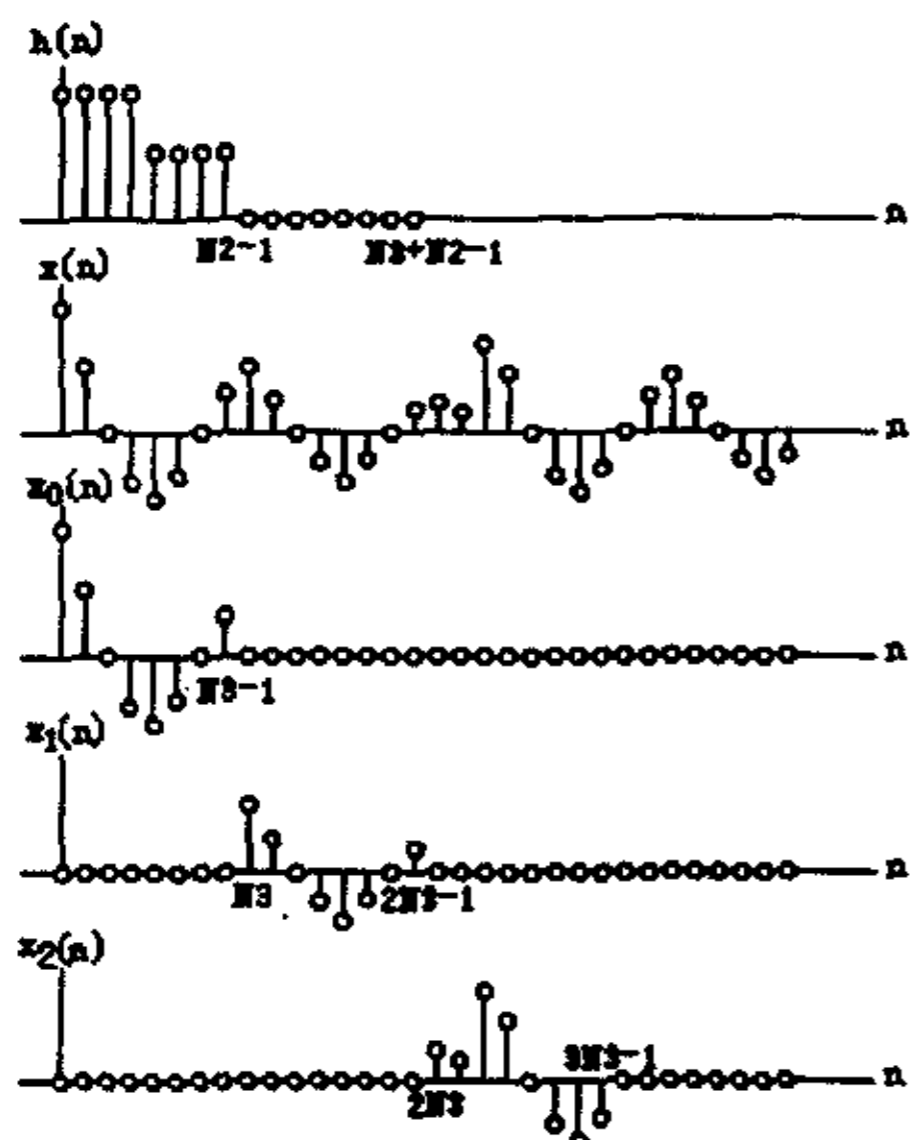 h(n)
n
N2-1
N3+N2-1
x(n)
n
x0(n)
n
N3-1
x1(n)
n
N3
2N3-1
x2(n)
3N3-1
n
2N3